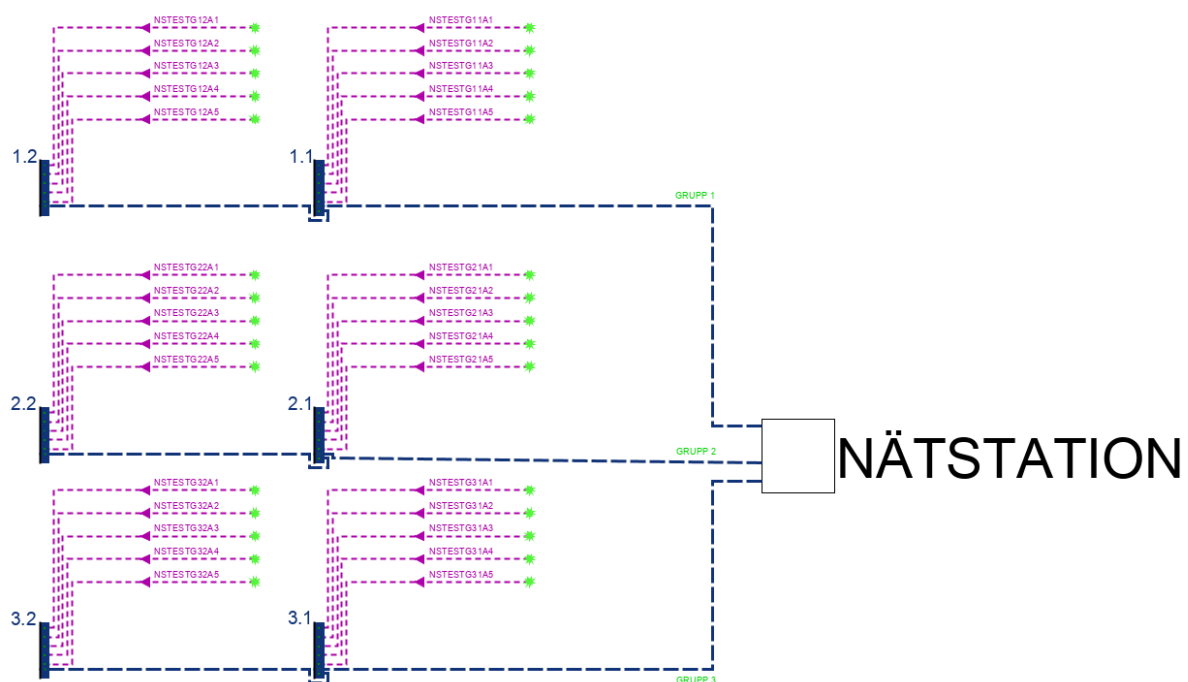 NSTESTG12A1
NSTESTG12A2
NSTESTG12A3
NSTESTG12A4
NSTESTG12A5
1.2
NSTESTG11A1
NSTESTG11A2
NSTESTG11A3
NSTESTG11A4
NSTESTG11A5
1.1
GRUPP 1
NSTESTG22A1
NSTESTG22A2
NSTESTG22A3
NSTESTG22A4
NSTESTG22A5
2.2
NSTESTG21A1
NSTESTG21A2
NSTESTG21A3
NSTESTG21A4
NSTESTG21A5
2.1
GRUPP 2
NÄTSTATION
NSTESTG32A1
NSTESTG32A2
NSTESTG32A3
NSTESTG32A4
NSTESTG32A5
3.2
NSTESTG31A1
NSTESTG31A2
NSTESTG31A3
NSTESTG31A4
NSTESTG31A5
3.1
GRUPP 3